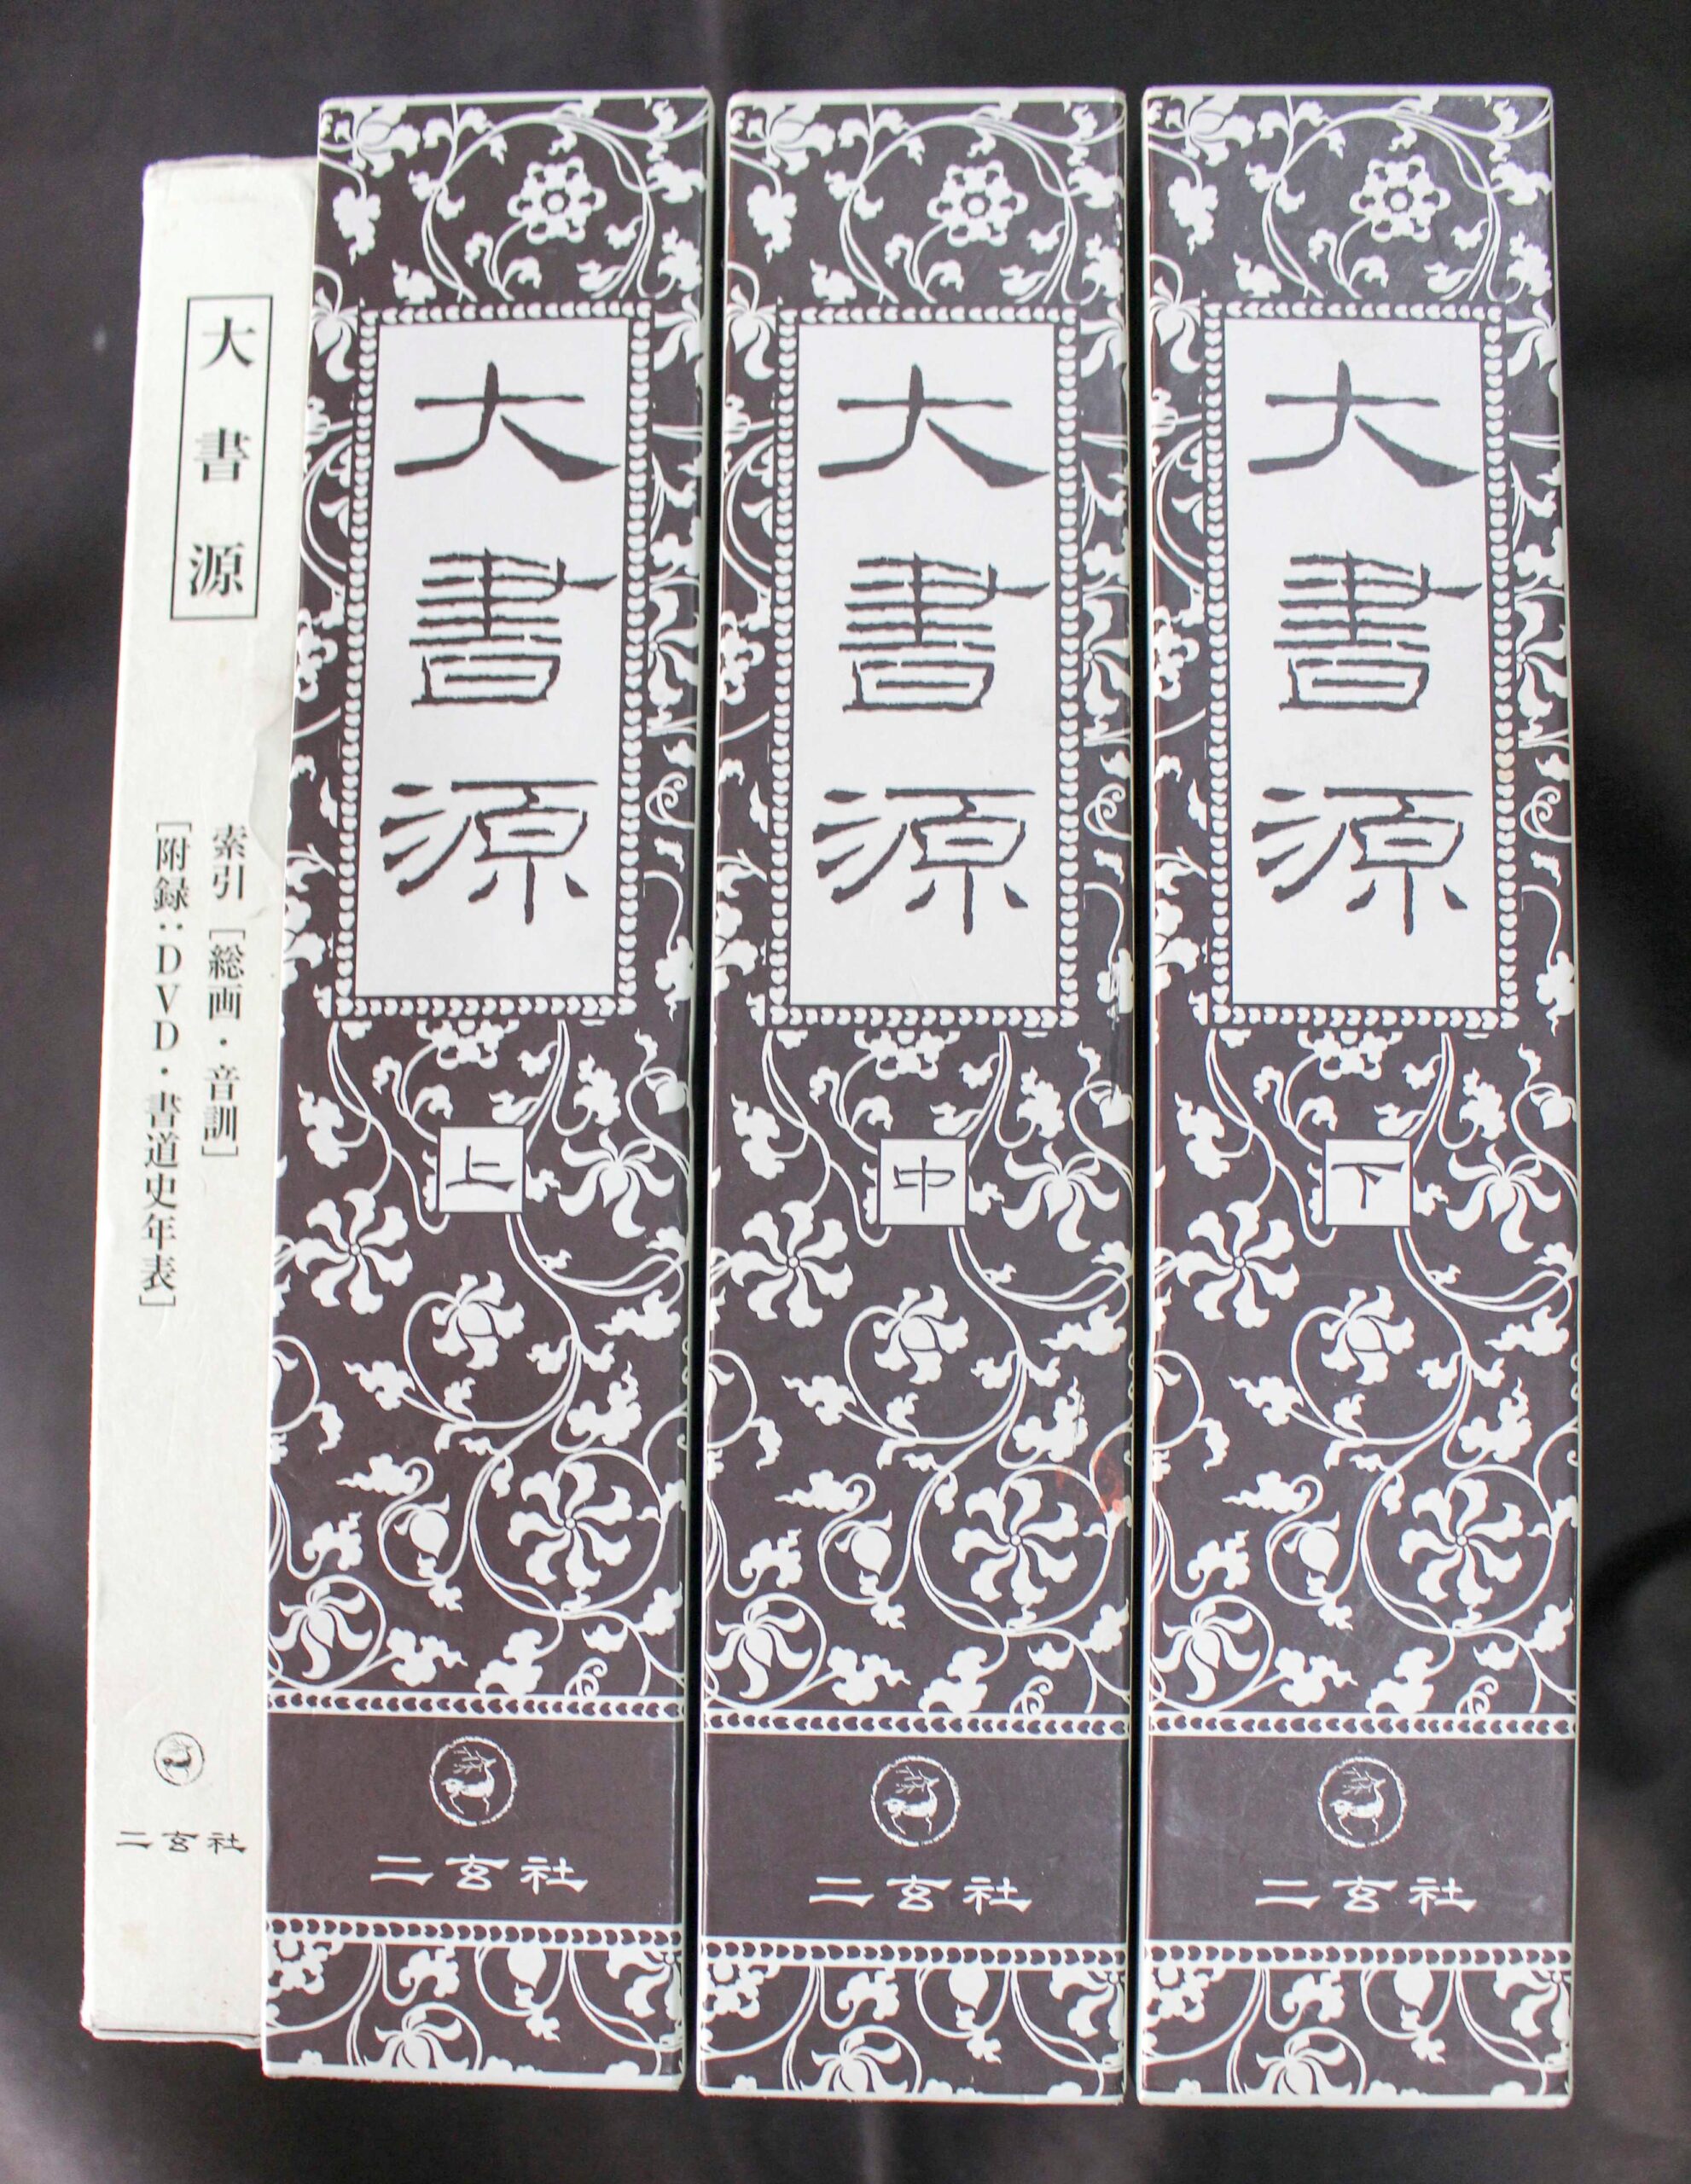 大書源
索引［総画・音訓］
［附録：DVD・書道史年表］
二玄社
大書源
上
二玄社
大書源
中
二玄社
大書源
下
二玄社